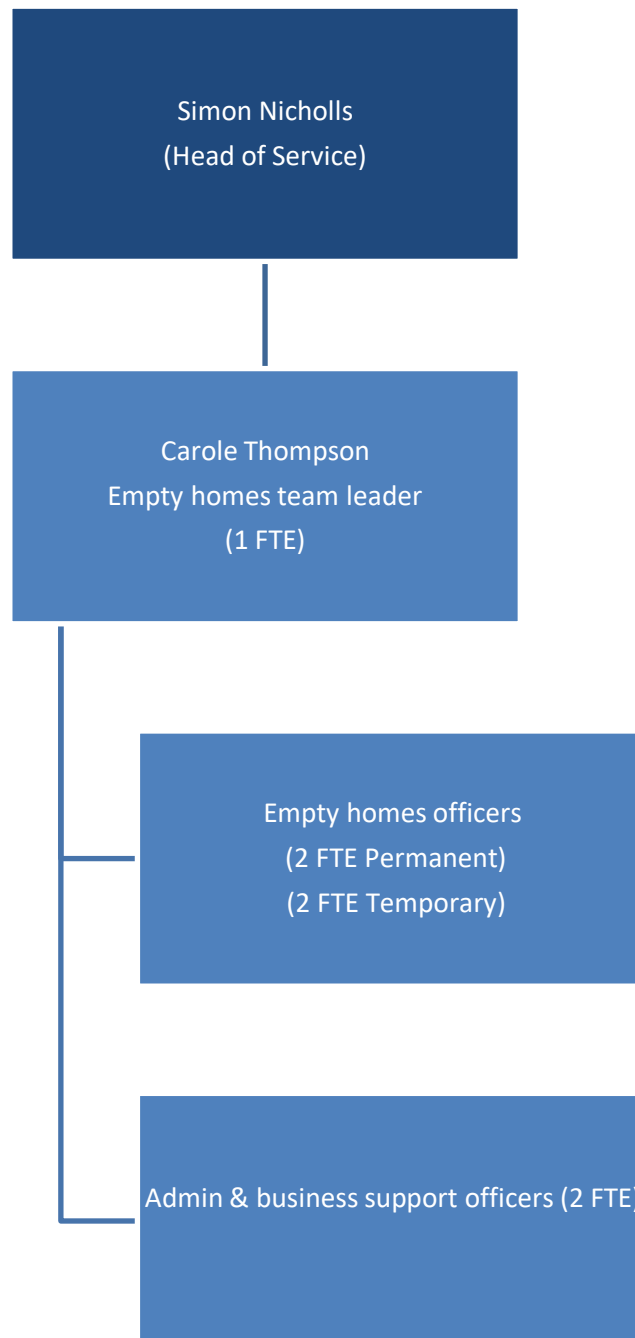 Simon Nicholls
(Head of Service)
Carole Thompson
Empty homes team leader
(1 FTE)
Empty homes officers
(2 FTE Permanent)
(2 FTE Temporary)
Admin & business support officers (2 FTE)